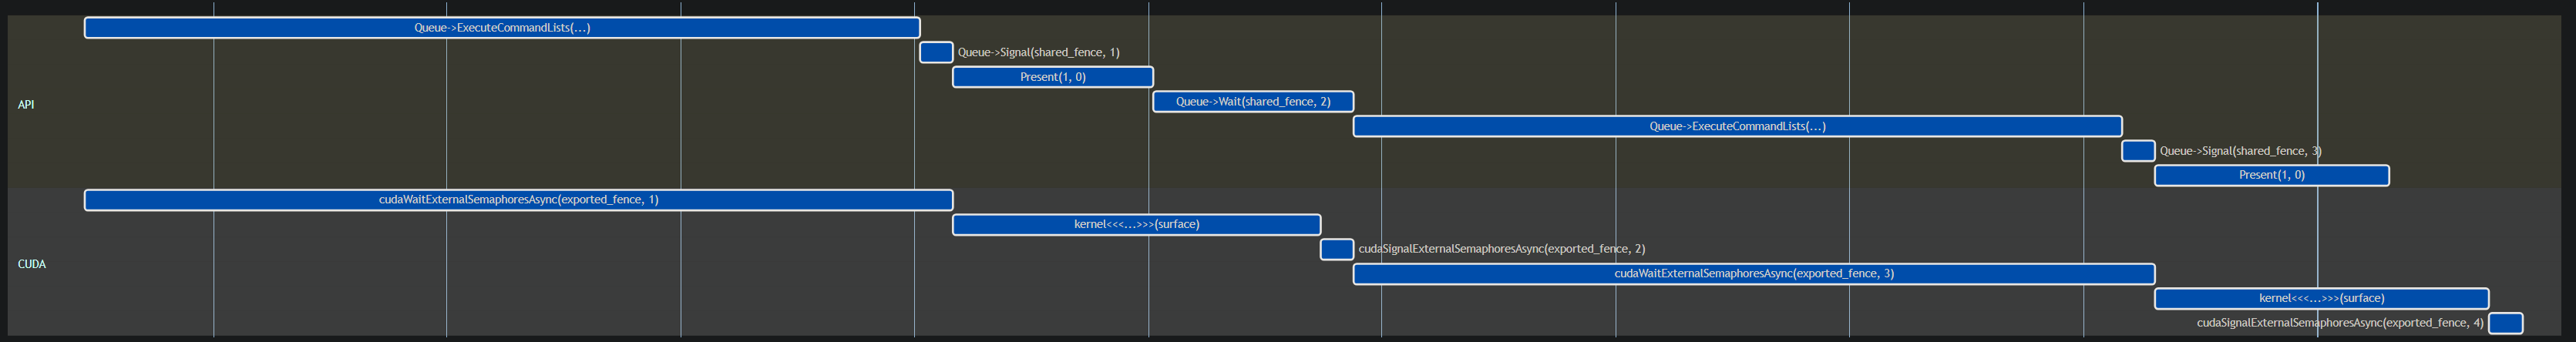 Queue->ExecuteCommandLists(...)
Queue->Signal(shared_fence, 1)
Present(1, 0)
Queue->Wait(shared_fence, 2)
API
Queue->ExecuteCommandLists(...)
Queue->Signal(shared_fence, 3)
Present(1, 0)
cudaWaitExternalSemaphoresAsync(exported_fence, 1)
kernel<<<...>>>(surface)
cudaSignalExternalSemaphoresAsync(exported_fence, 2)
CUDA
cudaWaitExternalSemaphoresAsync(exported_fence, 3)
kernel<<<...>>>(surface)
cudaSignalExternalSemaphoresAsync(exported_fence, 4)